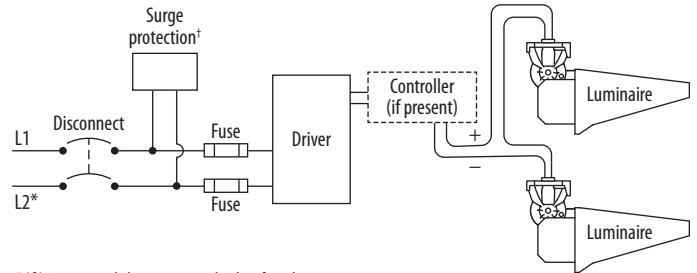 Surge
protection†
Disconnect
L1
L2*
Fuse
Fuse
Driver
Controller
(if present)
+
–
Luminaire
Luminaire